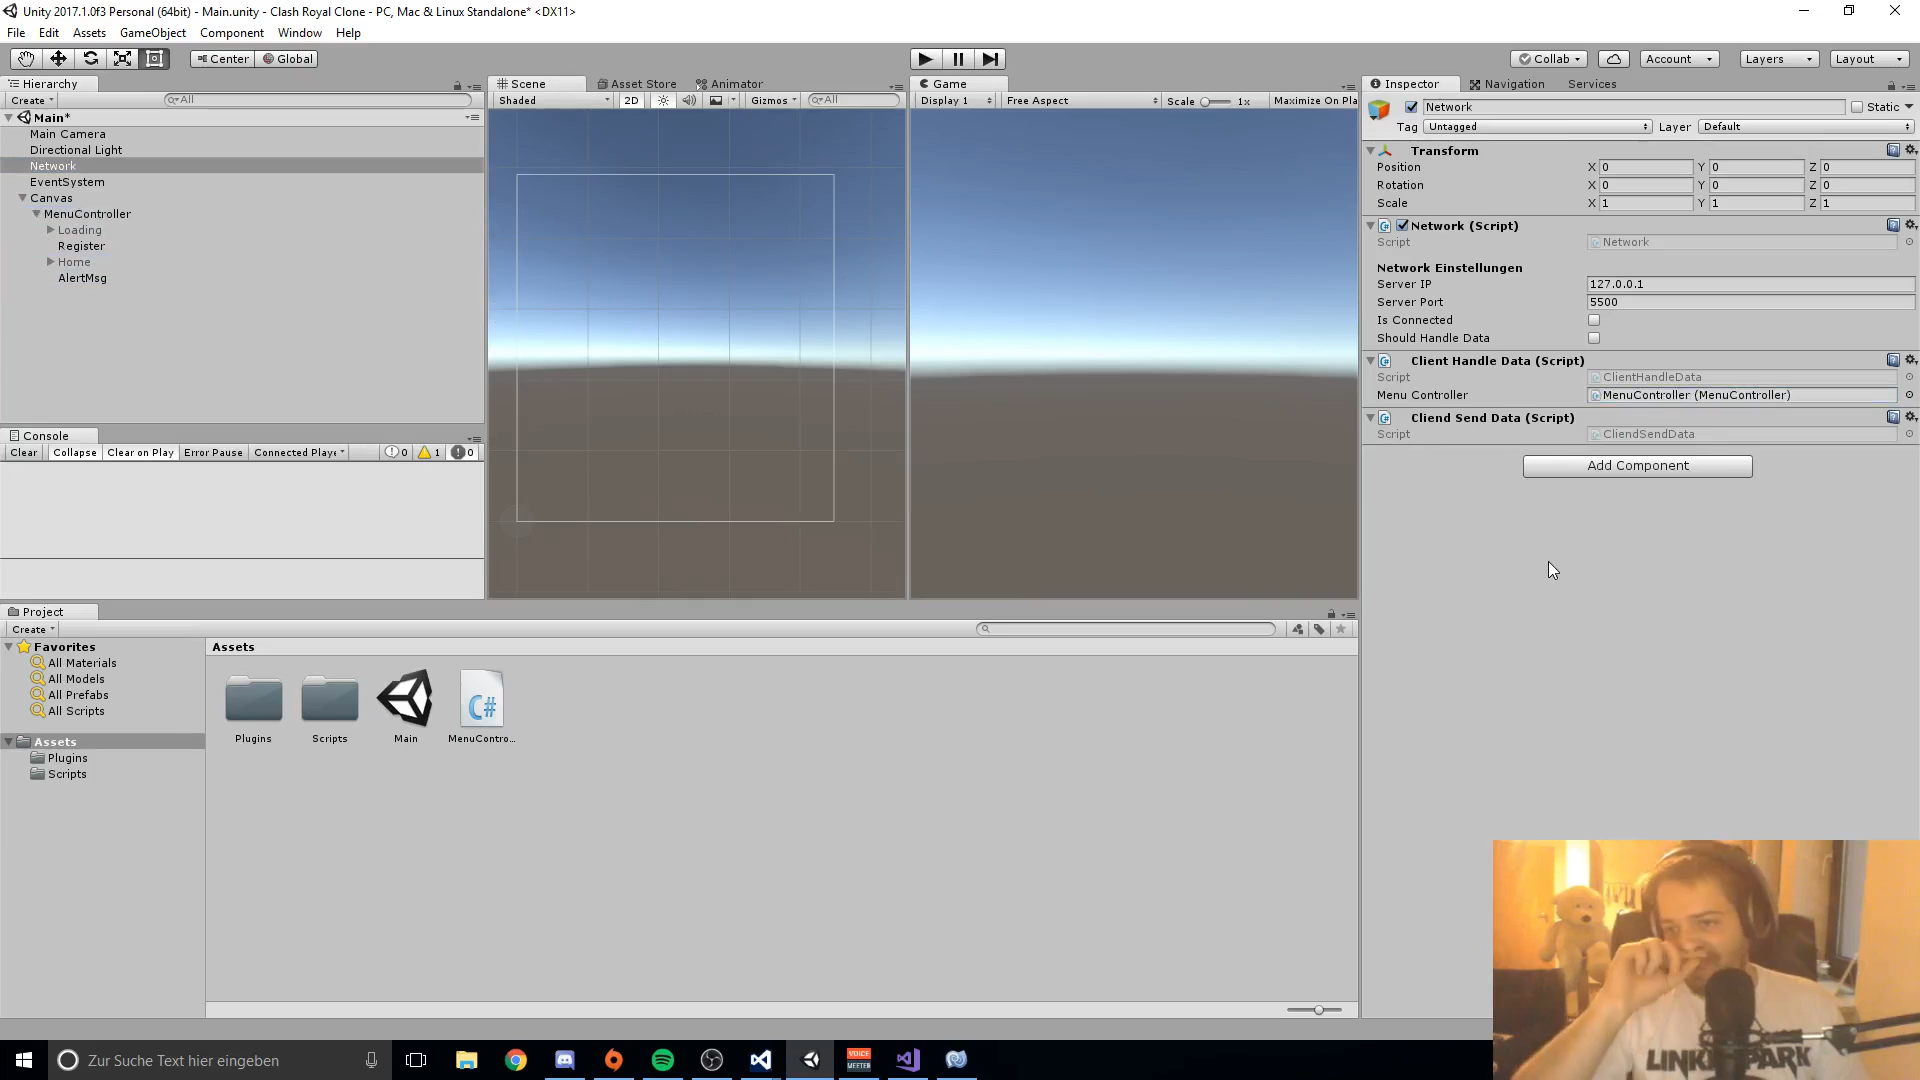 Unity 2017.1.0f3 Personal (64bit) - Main.unity - Clash Royal Clone - PC, Mac & Linux Standalone* <DX11>
File Edit Assets GameObject Component Window Help
Center Global
Collab Account Layers Layout
Hierarchy
Create All
Main*
Main Camera
Directional Light
Network
EventSystem
Canvas
MenuController
Loading
Register
Home
AlertMsg
Console
Clear Collapse Clear on Play Error Pause Connected Playe 0 1 0
Scene Asset Store Animator
Shaded 2D Gizmos All
Game
Display 1 Free Aspect Scale 1x Maximize On Pla
Inspector Navigation Services
Network Static
Tag Untagged Layer Default
Transform
Position X 0 Y 0 Z 0
Rotation X 0 Y 0 Z 0
Scale X 1 Y 1 Z 1
Network (Script)
Script Network
Network Einstellungen
Server IP 127.0.0.1
Server Port 5500
Is Connected
Should Handle Data
Client Handle Data (Script)
Script ClientHandleData
Menu Controller MenuController (MenuController)
Cliend Send Data (Script)
Script CliendSendData
Add Component
Project
Create
Favorites
All Materials
All Models
All Prefabs
All Scripts
Assets
Plugins
Scripts
Assets
Plugins Scripts Main MenuContro...
C#
Zur Suche Text hier eingeben
VOICE
MEETER
LINKIN PARK